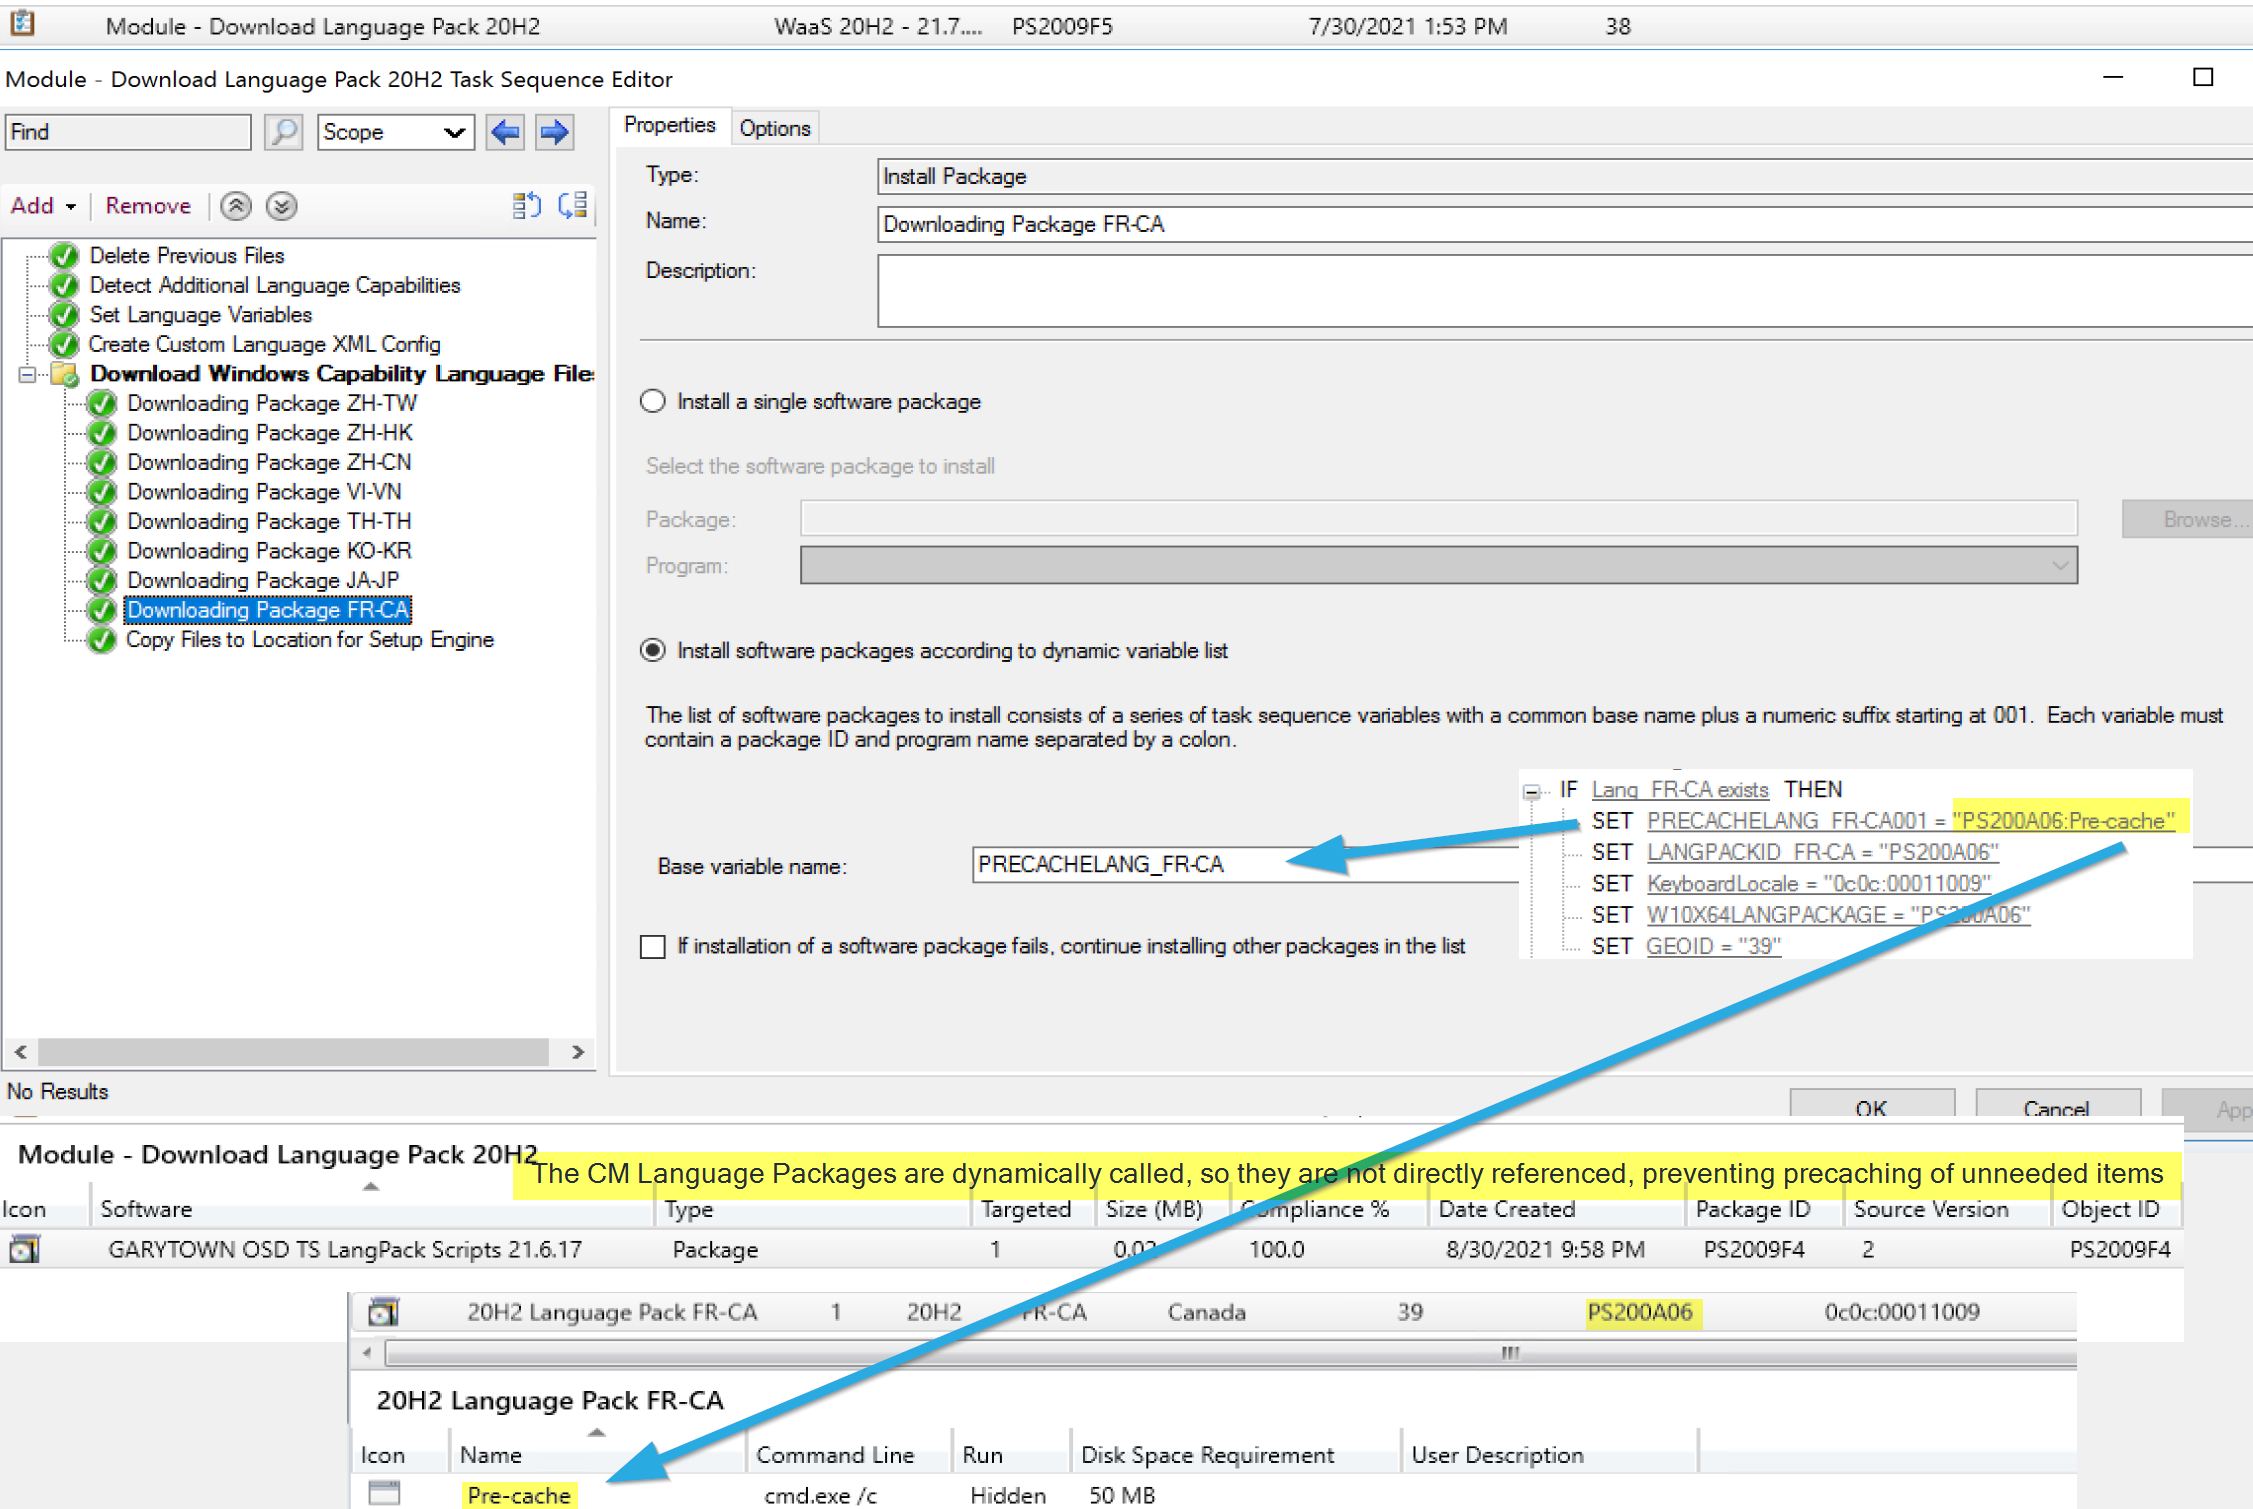 Module - Download Language Pack 20H2 WaaS 20H2 - 21.7.... PS2009F5 7/30/2021 1:53 PM 38
Module - Download Language Pack 20H2 Task Sequence Editor
Find Scope
Properties Options
Add Remove
Delete Previous Files
Detect Additional Language Capabilities
Set Language Variables
Create Custom Language XML Config
Download Windows Capability Language File
Downloading Package ZH-TW
Downloading Package ZH-HK
Downloading Package ZH-CN
Downloading Package VI-VN
Downloading Package TH-TH
Downloading Package KO-KR
Downloading Package JA-JP
Downloading Package FR-CA
Copy Files to Location for Setup Engine
No Results
Type: Install Package
Name: Downloading Package FR-CA
Description:
Install a single software package
Select the software package to install
Package: Browse...
Program:
Install software packages according to dynamic variable list
The list of software packages to install consists of a series of task sequence variables with a common base name plus a numeric suffix starting at 001. Each variable must
contain a package ID and program name separated by a colon.
Base variable name: PRECACHELANG_FR-CA
If installation of a software package fails, continue installing other packages in the list
IF Lang_FR-CA exists THEN
SET PRECACHELANG_FR-CA001 = "PS200A06:Pre-cache"
SET LANGPACKID_FR-CA = "PS200A06"
SET KeyboardLocale = "0c0c:00011009"
SET W10X64LANGPACKAGE = "PS200A06"
SET GEOID = "39"
OK Cancel App
Module - Download Language Pack 20H2
The CM Language Packages are dynamically called, so they are not directly referenced, preventing precaching of unneeded items
Icon Software Type Targeted Size (MB) Compliance % Date Created Package ID Source Version Object ID
GARYTOWN OSD TS LangPack Scripts 21.6.17 Package 1 100.0 8/30/2021 9:58 PM PS2009F4 2 PS2009F4
20H2 Language Pack FR-CA 1 20H2 FR-CA Canada 39 PS200A06 0c0c:00011009
20H2 Language Pack FR-CA
Icon Name Command Line Run Disk Space Requirement User Description
Pre-cache cmd.exe /c Hidden 50 MB